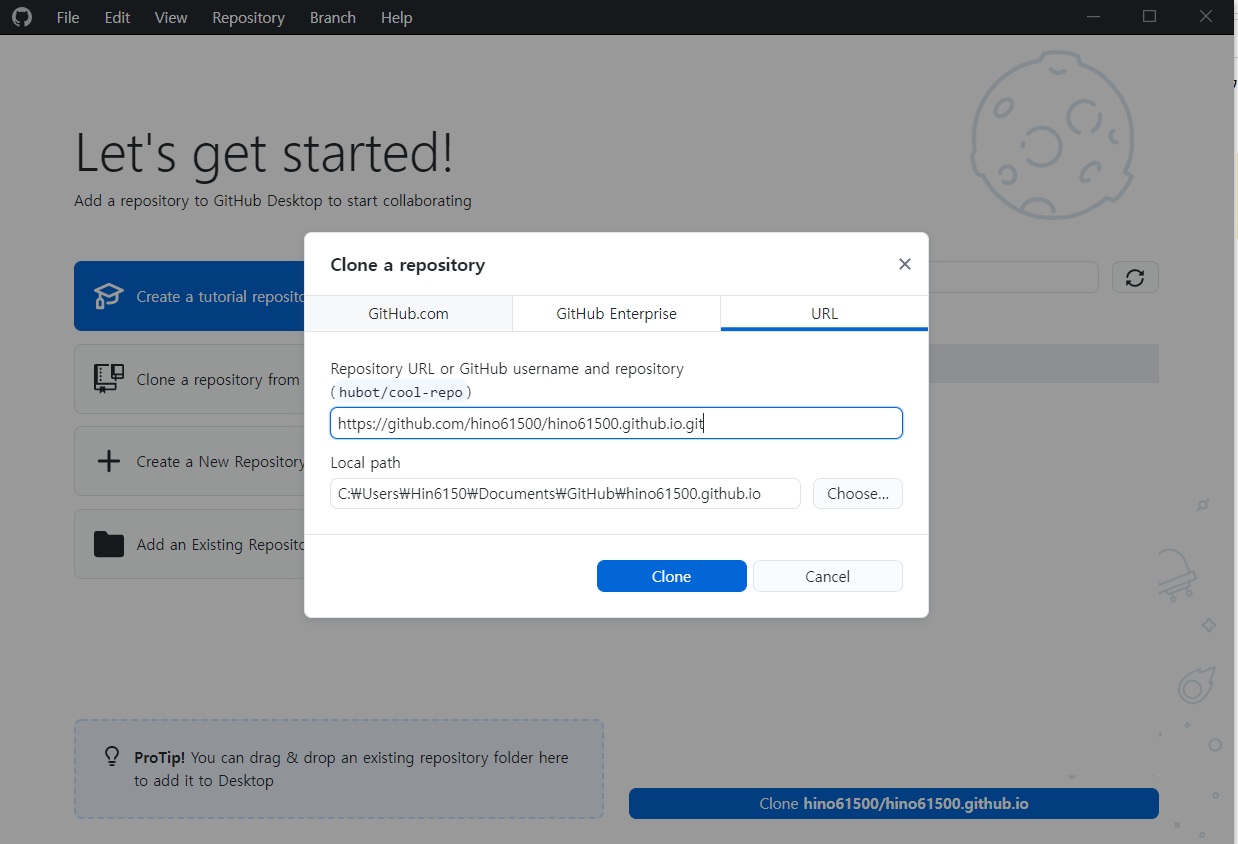 File Edit View Repository Branch Help
Let's get started!
Add a repository to GitHub Desktop to start collaborating
Create a tutorial reposito
Clone a repository from
Create a New Repository
Add an Existing Reposito
Clone a repository
GitHub.com GitHub Enterprise URL
Repository URL or GitHub username and repository
(hubot/cool-repo)
https://github.com/hino61500/hino61500.github.io.git
Local path
C:₩Users₩Hin6150₩Documents₩GitHub₩hino61500.github.io Choose...
Clone Cancel
ProTip! You can drag & drop an existing repository folder here
to add it to Desktop
Clone hino61500/hino61500.github.io